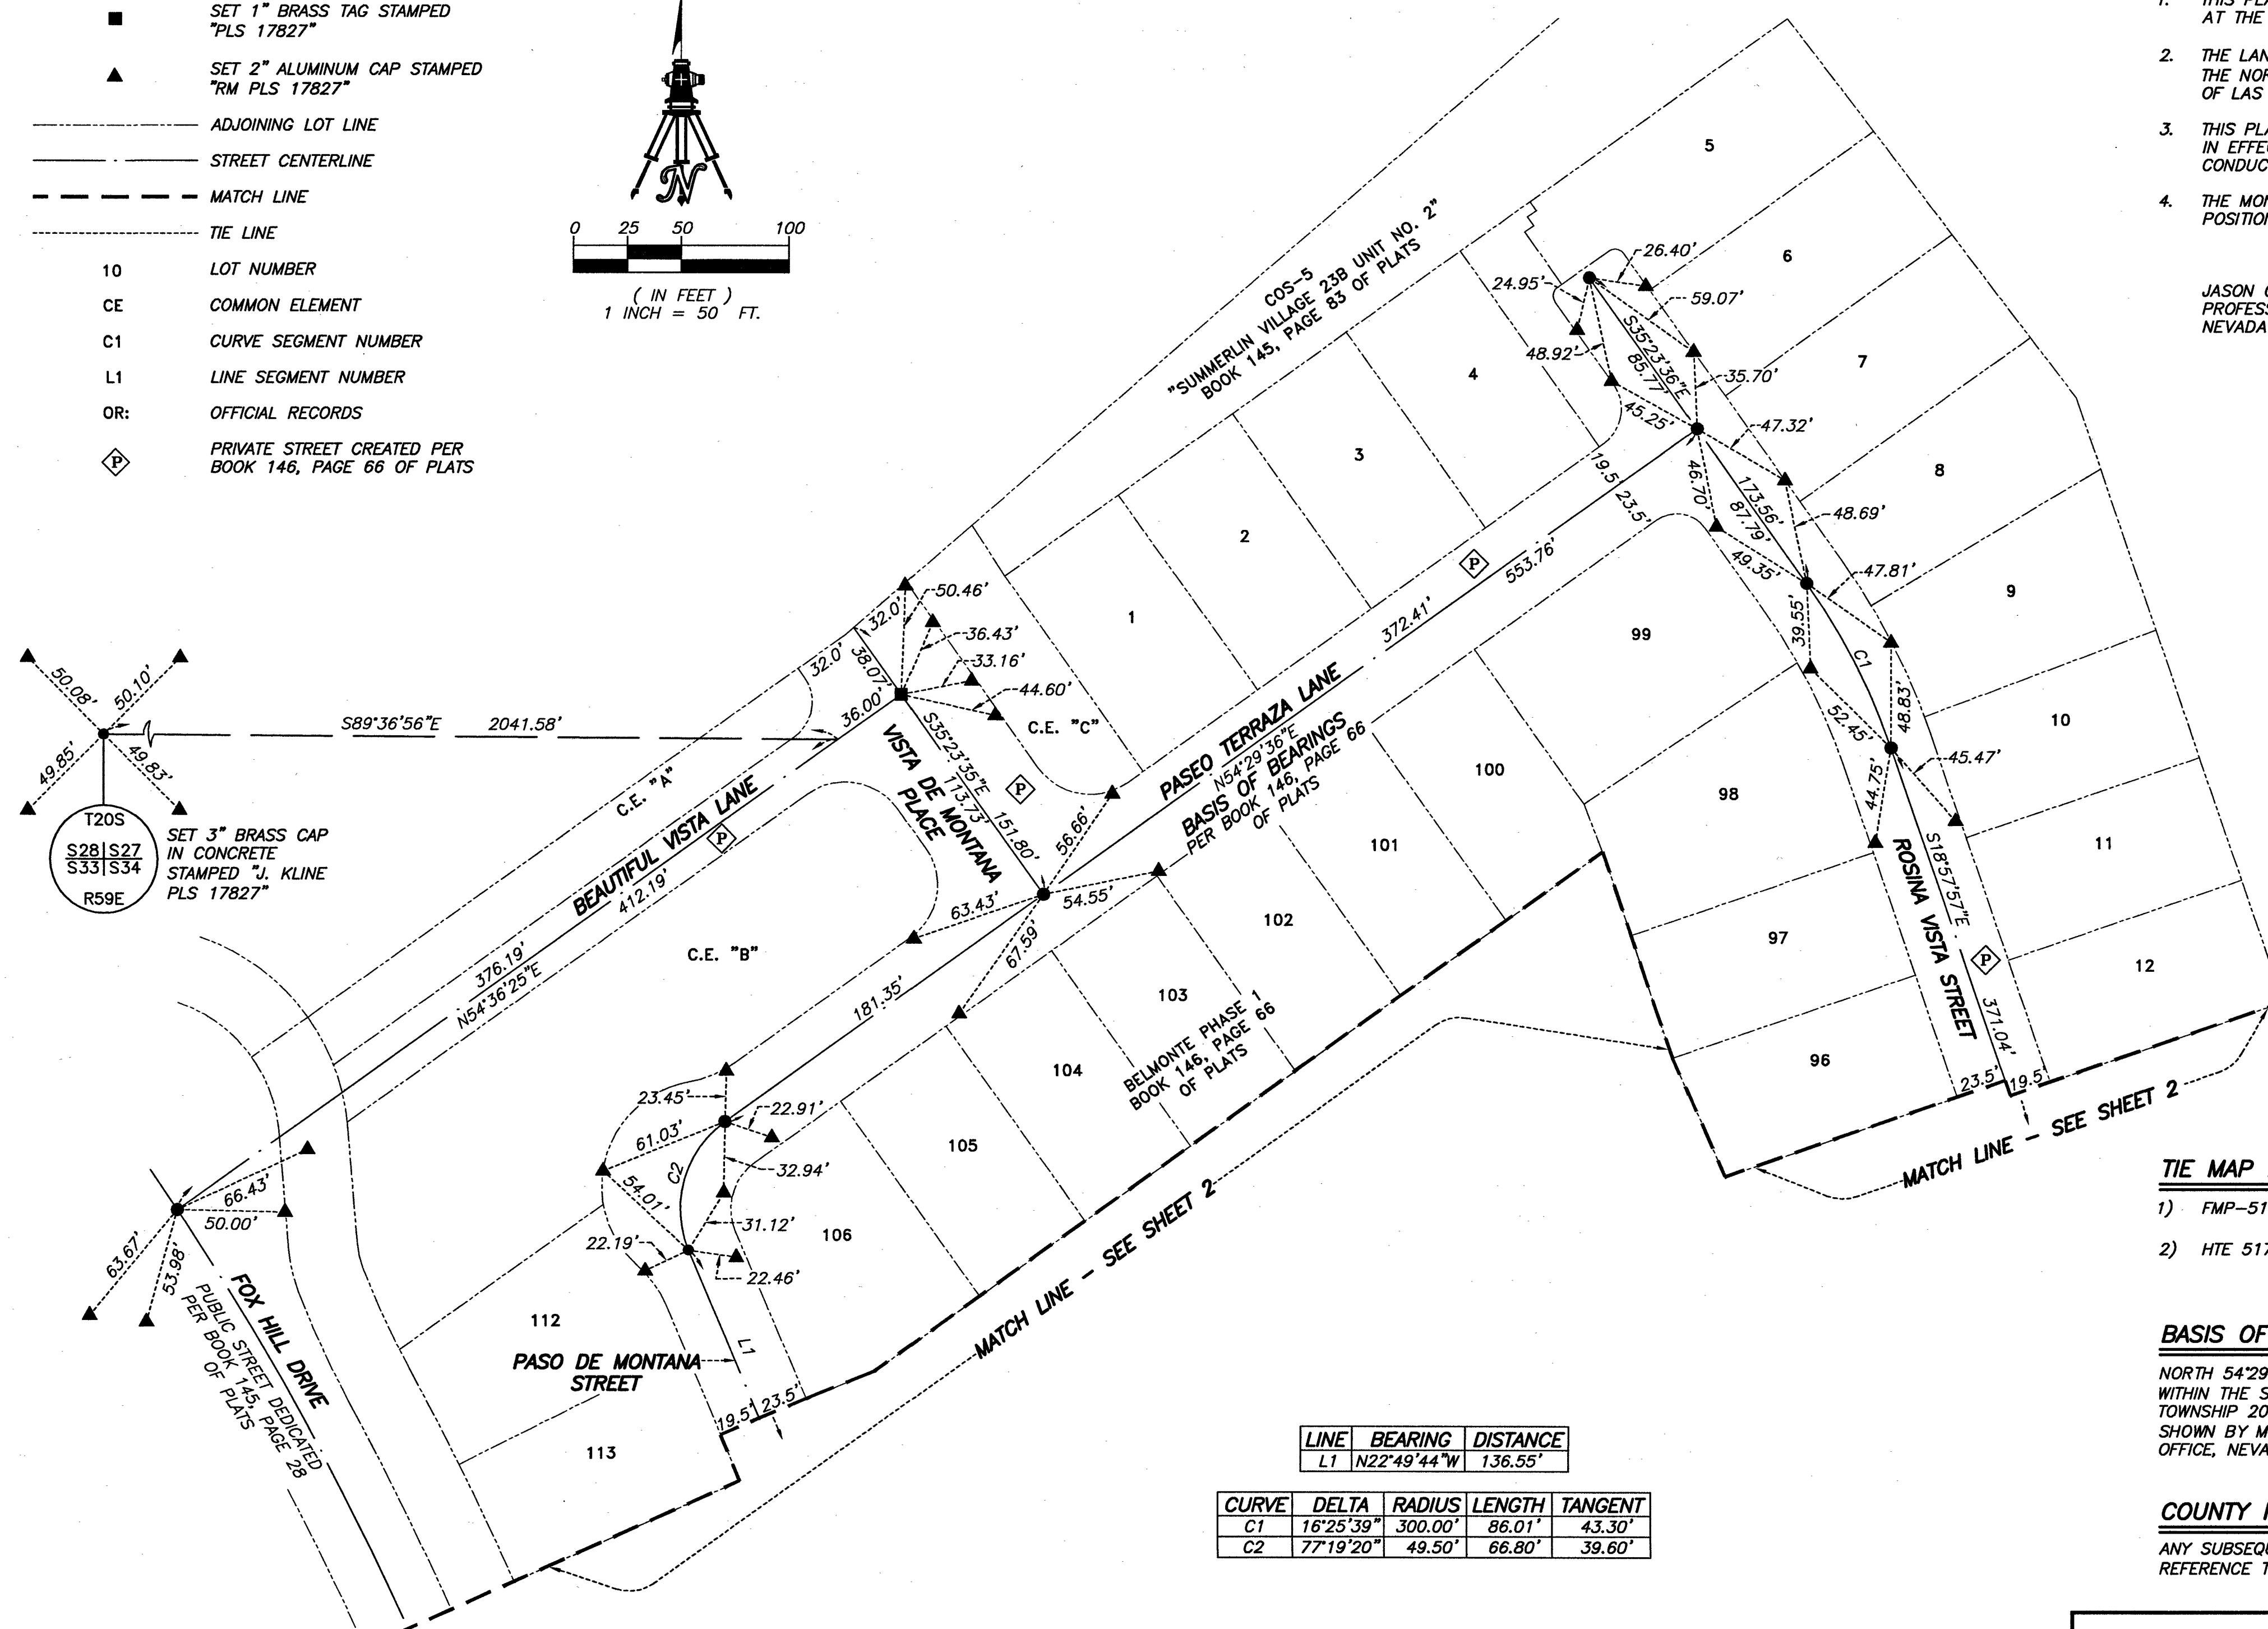 SET 1" BRASS TAG STAMPED
"PLS 17827"
SET 2" ALUMINUM CAP STAMPED
"RM PLS 17827"
ADJOINING LOT LINE
STREET CENTERLINE
MATCH LINE
TIE LINE
10 LOT NUMBER
CE COMMON ELEMENT
C1 CURVE SEGMENT NUMBER
L1 LINE SEGMENT NUMBER
OR: OFFICIAL RECORDS
P PRIVATE STREET CREATED PER
BOOK 146, PAGE 66 OF PLATS
N
0 25 50 100
( IN FEET )
1 INCH = 50 FT.
1. THIS PLA
AT THE
2. THE LAN
THE NOR
OF LAS
3. THIS PLA
IN EFFE
CONDUC
4. THE MON
POSITION
JASON
PROFESS
NEVADA
COS-5
"SUMMERLIN VILLAGE 23B UNIT NO. 2"
BOOK 145, PAGE 83 OF PLATS
5
6
7
8
9
10
11
12
4
3
2
1
26.40'
24.95'
59.07'
48.92'
S35°23'36"E
85.77'
35.70'
45.25'
47.32'
19.5'
23.5'
46.70'
173.56'
87.79'
48.69'
49.35'
47.81'
39.55'
C1
48.83'
52.45'
45.47'
44.75'
S18°57'57"E
ROSINA VISTA STREET
P
371.04'
23.5'
19.5'
P
553.76'
372.41'
PASEO TERRAZA LANE
N54°29'36"E
BASIS OF BEARINGS
PER BOOK 146, PAGE 66
OF PLATS
99
98
97
96
100
101
102
103
104
105
106
50.46'
36.43'
33.16'
44.60'
32.0'
32.0'
38.07'
36.00'
S35°23'35"E
113.73'
151.80'
VISTA DE MONTANA
PLACE
C.E. "C"
P
56.66'
54.55'
63.43'
67.59'
50.08'
50.10'
49.85'
49.83'
S89°36'56"E 2041.58'
T20S
S28 S27
S33 S34
R59E
SET 3" BRASS CAP
IN CONCRETE
STAMPED "J. KLINE
PLS 17827"
C.E. "A"
BEAUTIFUL VISTA LANE
P
412.19'
376.19'
N54°36'25"E
C.E. "B"
181.35'
BELMONTE PHASE 1
BOOK 146, PAGE 66
OF PLATS
23.45'
22.91'
61.03'
C2
32.94'
54.01'
31.12'
22.19'
22.46'
66.43'
50.00'
63.67'
53.98'
FOX HILL DRIVE
PUBLIC STREET DEDICATED
PER BOOK 145, PAGE 28
OF PLATS
112
PASO DE MONTANA
STREET
L1
19.5'
23.5'
113
MATCH LINE - SEE SHEET 2
MATCH LINE - SEE SHEET 2
LINE BEARING DISTANCE
L1 N22°49'44"W 136.55'
CURVE DELTA RADIUS LENGTH TANGENT
C1 16°25'39" 300.00' 86.01' 43.30'
C2 77°19'20" 49.50' 66.80' 39.60'
TIE MAP
1) FMP-51
2) HTE 517
BASIS OF
NORTH 54°29
WITHIN THE S
TOWNSHIP 20
SHOWN BY M
OFFICE, NEVA
COUNTY
ANY SUBSEQU
REFERENCE T